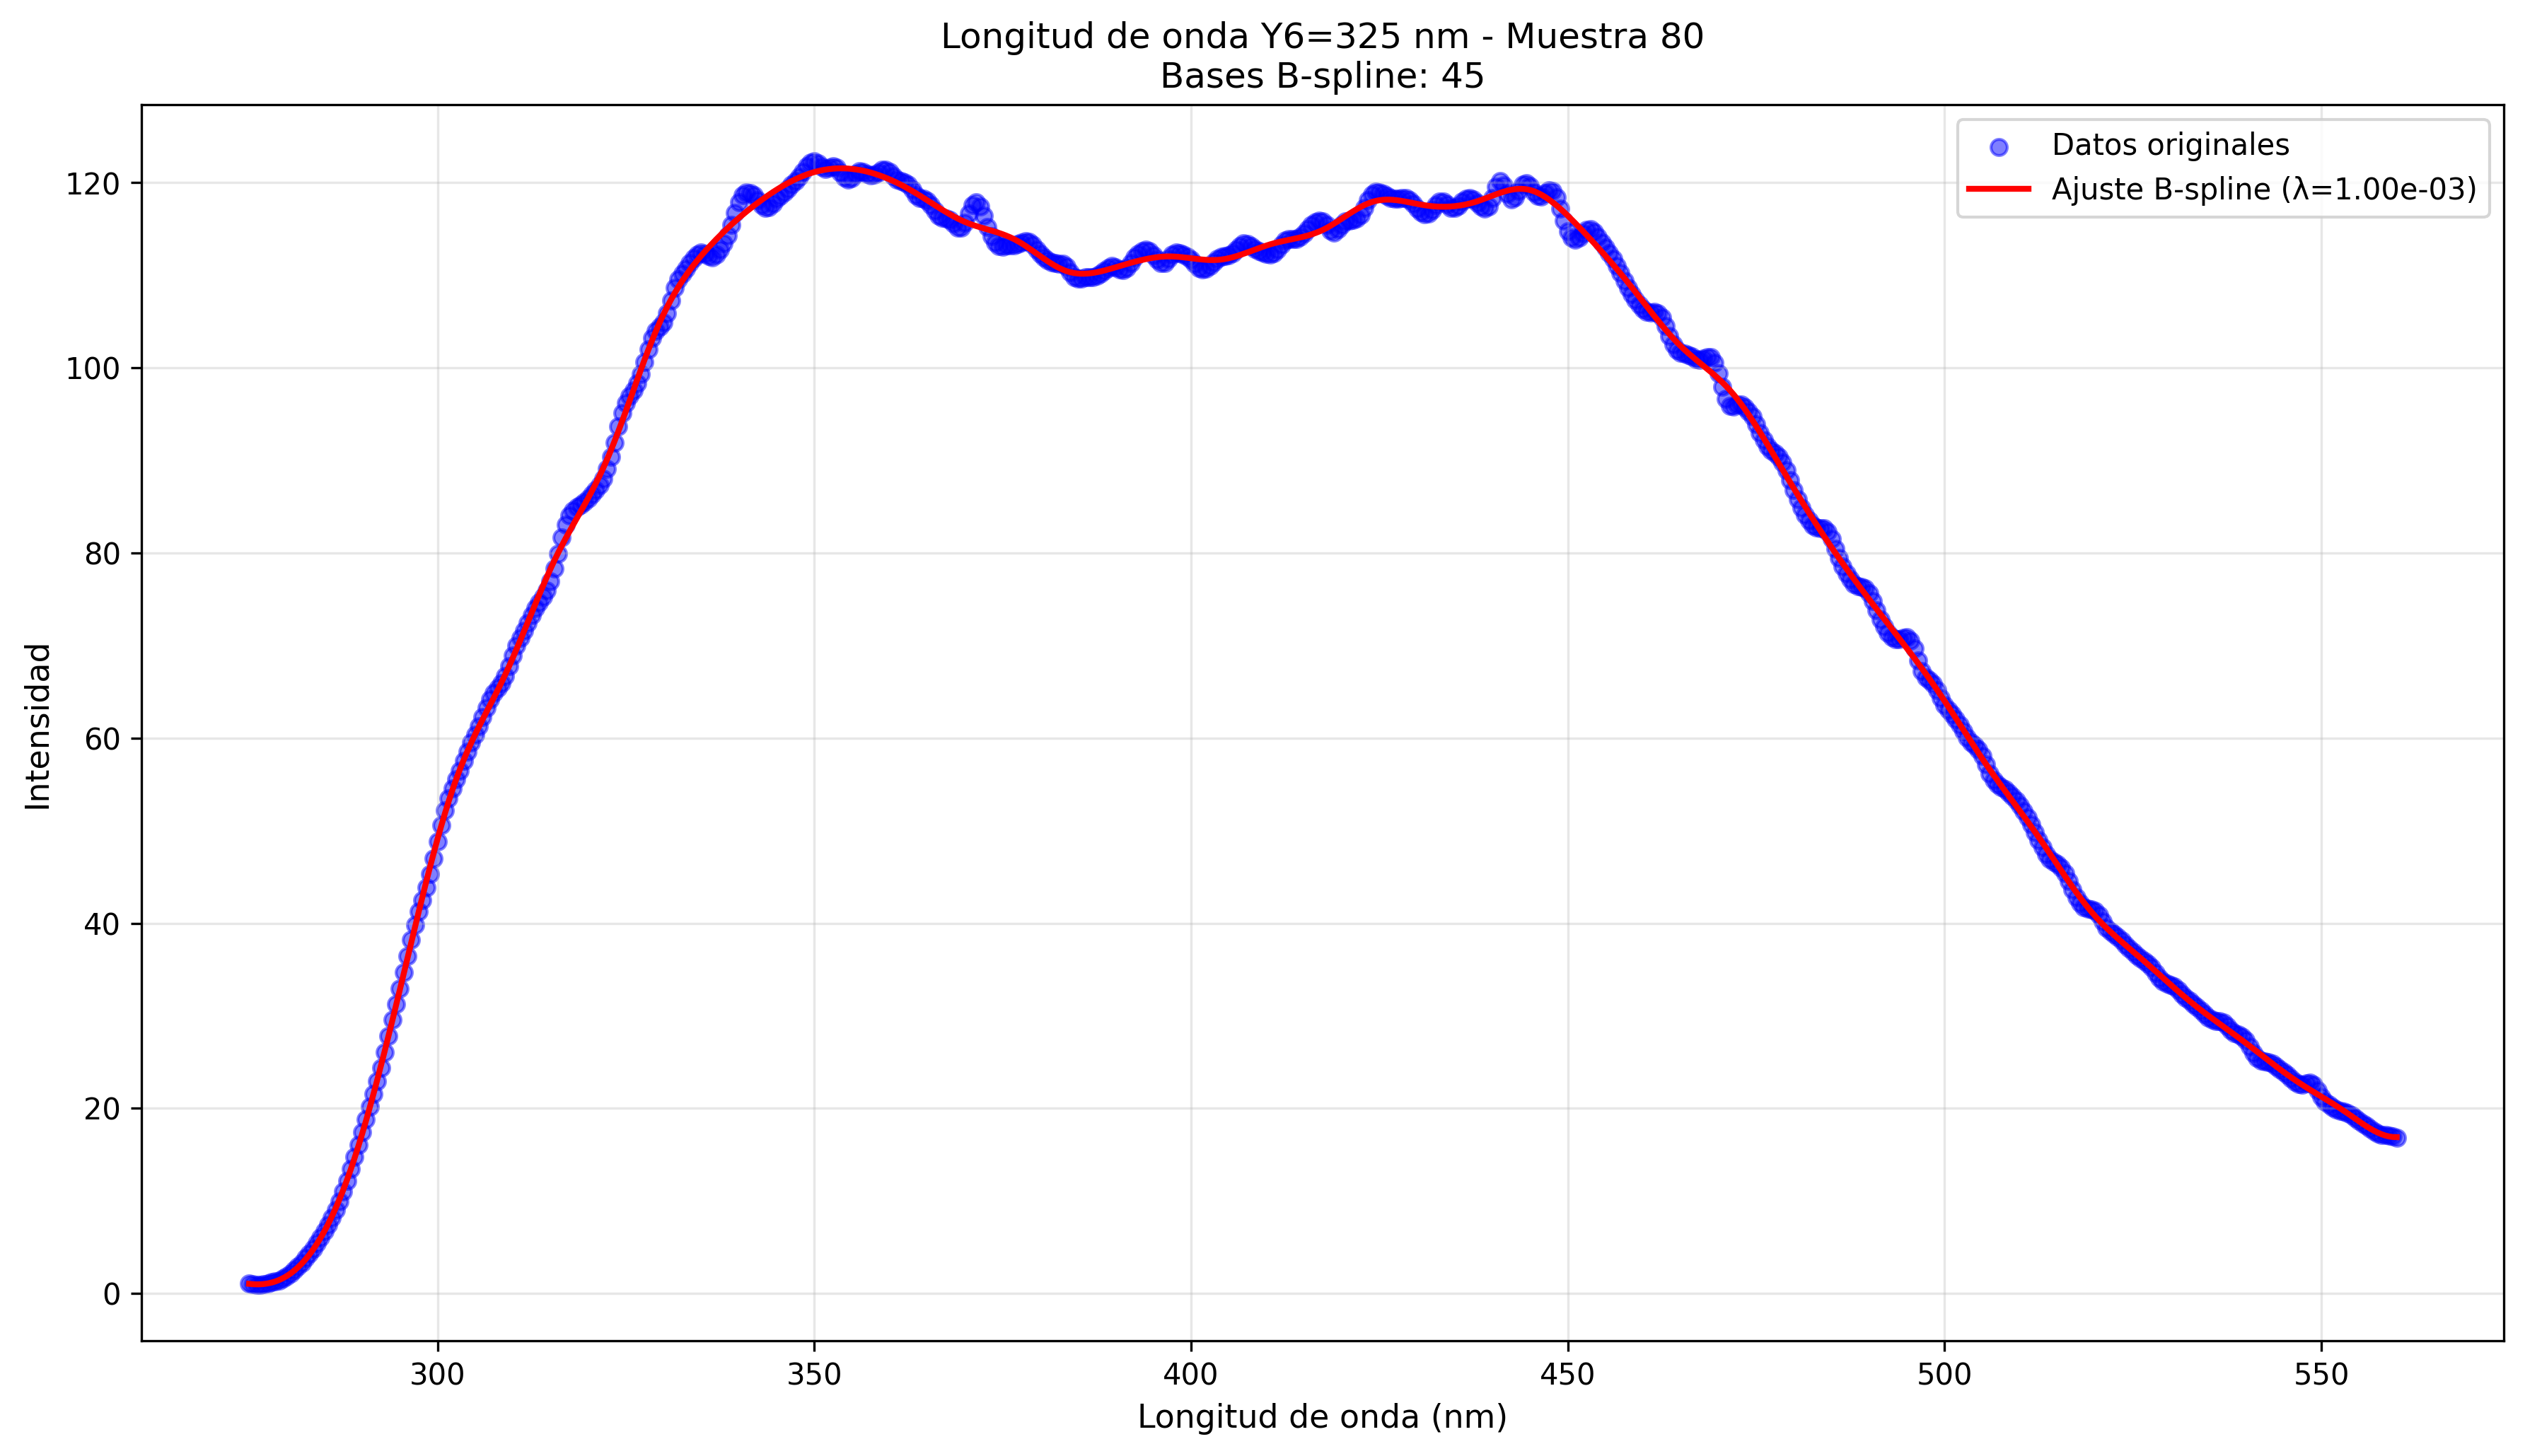 Longitud de onda Y6=325 nm - Muestra 80
Bases B-spline: 45
Datos originales
Ajuste B-spline (λ=1.00e-03)
Intensidad
120
100
80
60
40
20
0
300 350 400 450 500 550
Longitud de onda (nm)